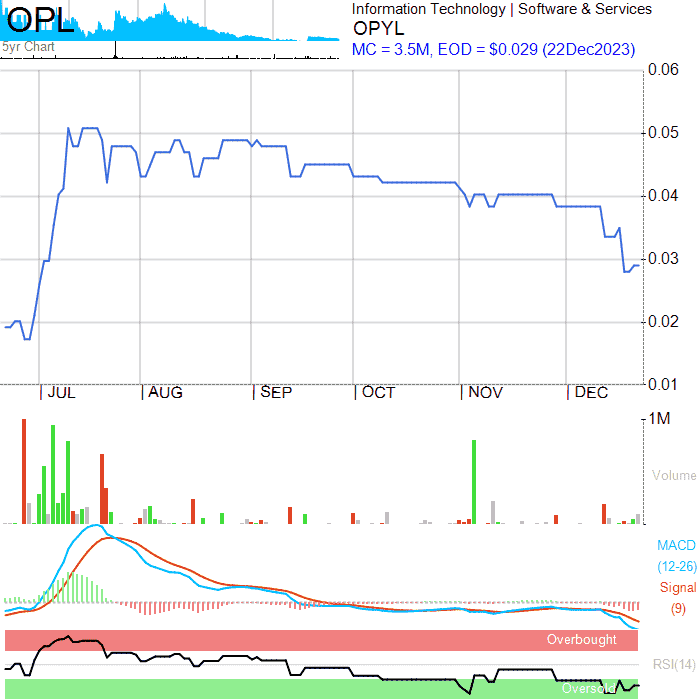 OPL
5yr Chart
Information Technology | Software & Services
OPYL
MC = 3.5M, EOD = $0.029 (22Dec2023)
0.06
0.05
0.04
0.03
0.02
0.01
JUL AUG SEP OCT NOV DEC
1M
Volume
MACD
(12-26)
Signal
(9)
Overbought
RSI(14)
Oversold